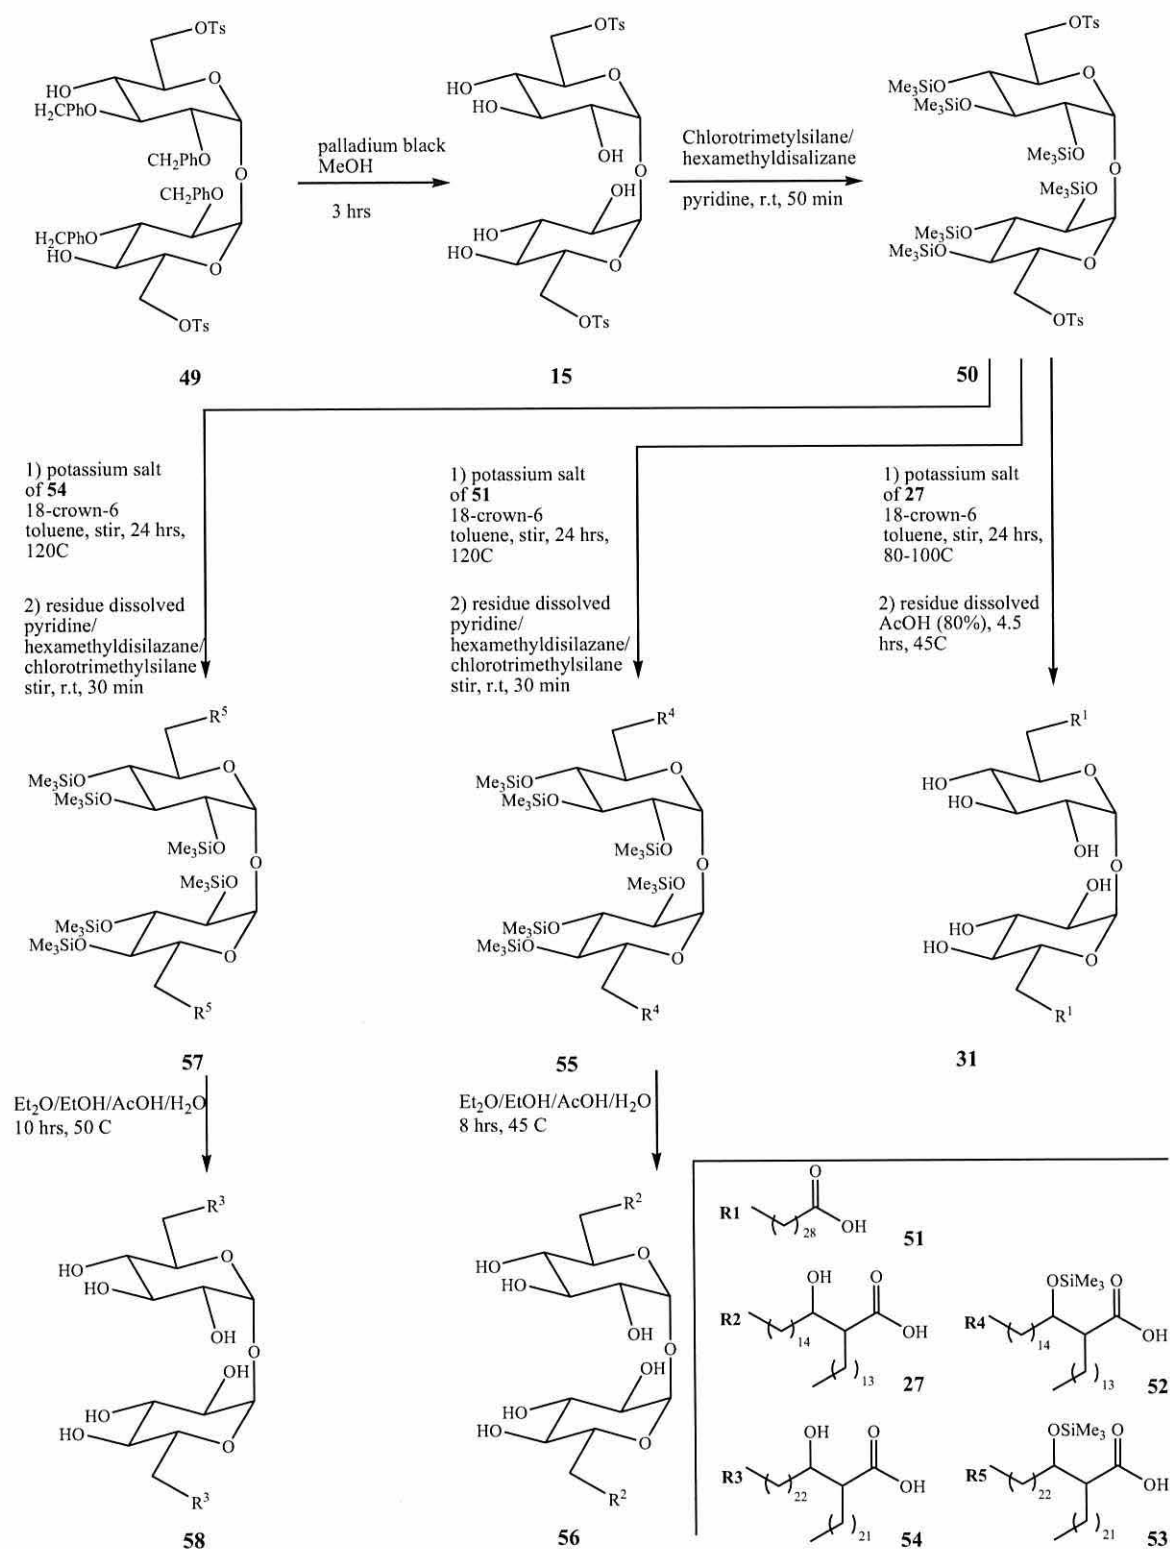 OTs
HO
H₂CPhO
CH₂PhO
O
O
CH₂PhO
H₂CPhO
HO
O
OTs
49
palladium black
MeOH
3 hrs
OTs
HO
HO
O
OH
O
OH
HO
HO
O
OTs
15
Chlorotrimetylsilane/
hexamethyldisalizane
pyridine, r.t, 50 min
OTs
Me₃SiO
Me₃SiO
O
Me₃SiO
O
Me₃SiO
Me₃SiO
Me₃SiO
O
OTs
50
1) potassium salt
of 54
18-crown-6
toluene, stir, 24 hrs,
120C
2) residue dissolved
pyridine/
hexamethyldisilazane/
chlorotrimethylsilane
stir, r.t, 30 min
1) potassium salt
of 51
18-crown-6
toluene, stir, 24 hrs,
120C
2) residue dissolved
pyridine/
hexamethyldisilazane/
chlorotrimethylsilane
stir, r.t, 30 min
1) potassium salt
of 27
18-crown-6
toluene, stir, 24 hrs,
80-100C
2) residue dissolved
AcOH (80%), 4.5
hrs, 45C
R⁵
Me₃SiO
Me₃SiO
O
Me₃SiO
O
Me₃SiO
Me₃SiO
Me₃SiO
O
R⁵
57
R⁴
Me₃SiO
Me₃SiO
O
Me₃SiO
O
Me₃SiO
Me₃SiO
Me₃SiO
O
R⁴
55
R¹
HO
HO
O
OH
O
OH
HO
HO
O
R¹
31
Et₂O/EtOH/AcOH/H₂O
10 hrs, 50 C
Et₂O/EtOH/AcOH/H₂O
8 hrs, 45 C
R³
HO
HO
O
OH
O
OH
HO
HO
O
R³
58
R²
HO
HO
O
OH
O
OH
HO
HO
O
R²
56
R1
28
O
OH
51
R2
14
OH
O
OH
13
27
R4
14
OSiMe₃
O
OH
13
52
R3
22
OH
O
OH
21
54
R5
22
OSiMe₃
O
OH
21
53